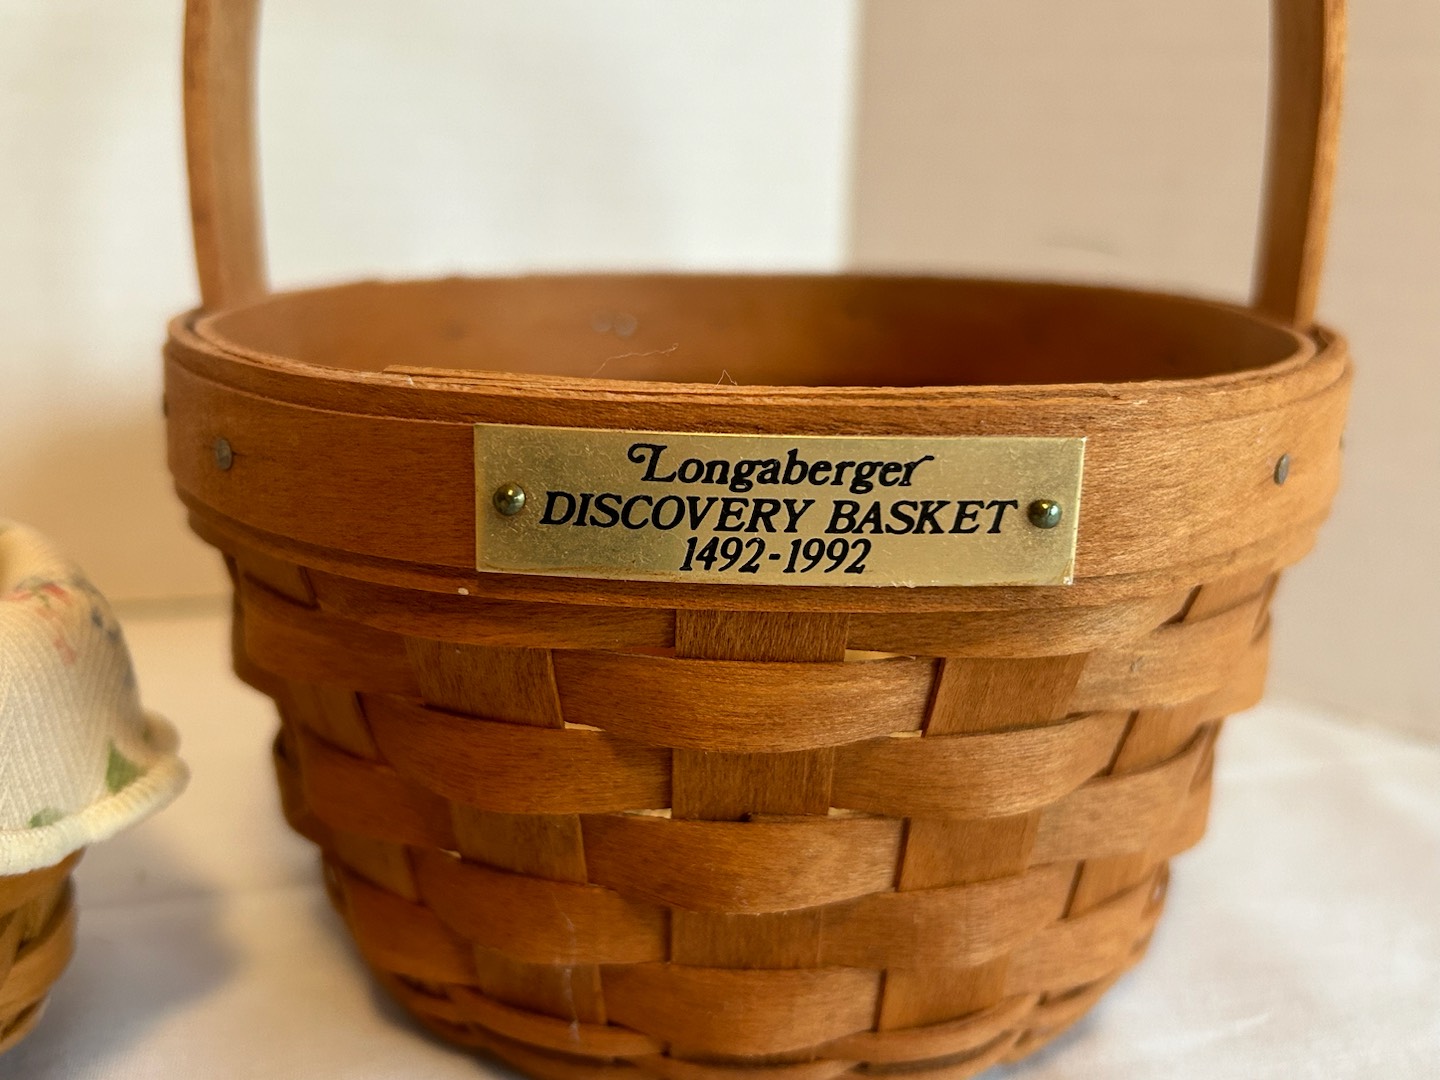 Longaberger
DISCOVERY BASKET
1492-1992